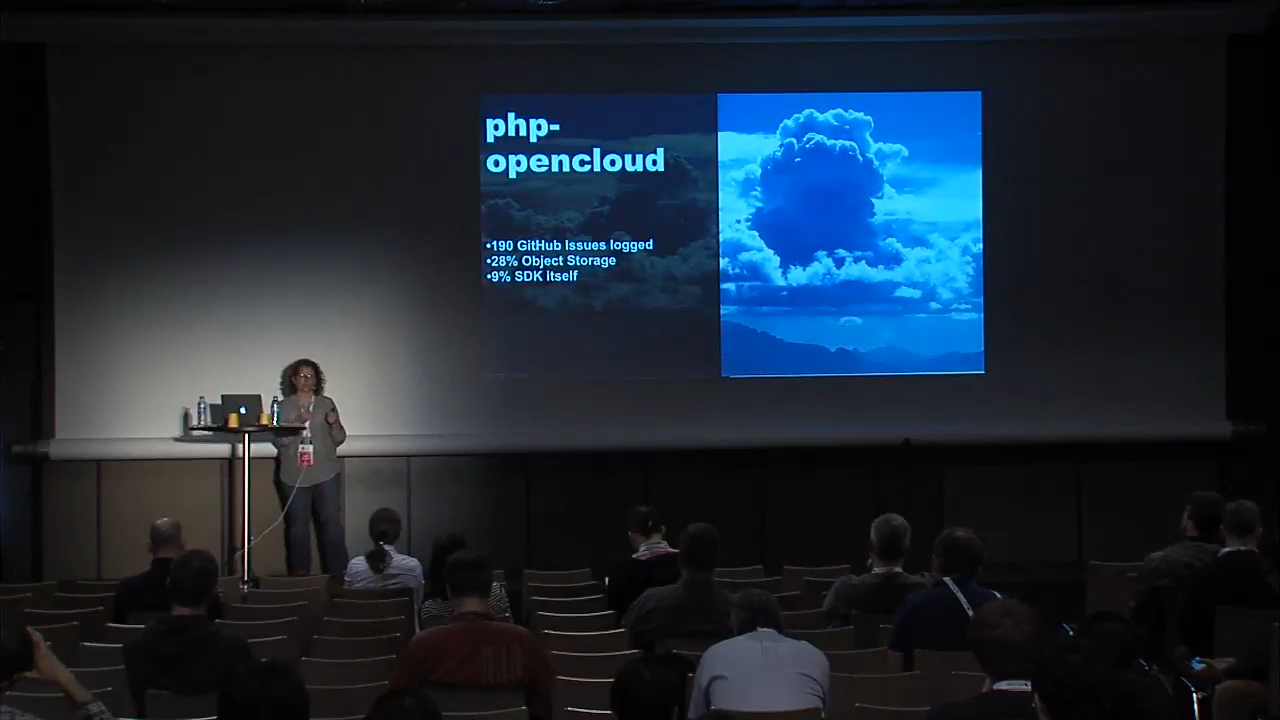 php-
opencloud
•190 GitHub Issues logged
•28% Object Storage
•9% SDK itself